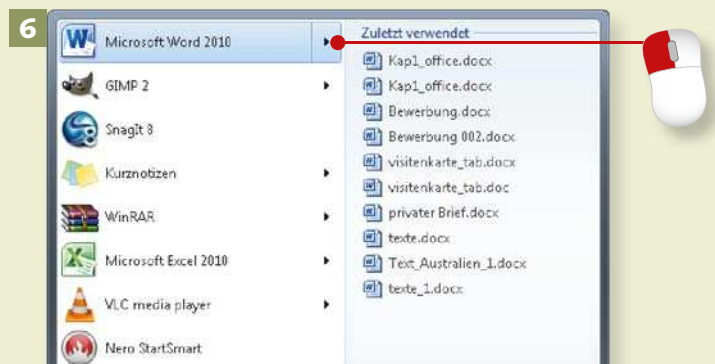 6
Microsoft Word 2010
GIMP 2
SnagIt 8
Kurznotizen
WinRAR
Microsoft Excel 2010
VLC media player
Nero StartSmart
Zuletzt verwendet
Kap1_office.docx
Kap1_office.docx
Bewerbung.docx
Bewerbung 002.docx
visitenkarte_tab.docx
visitenkarte_tab.doc
privater Brief.docx
texte.docx
Text_Australien_1.docx
texte_1.docx